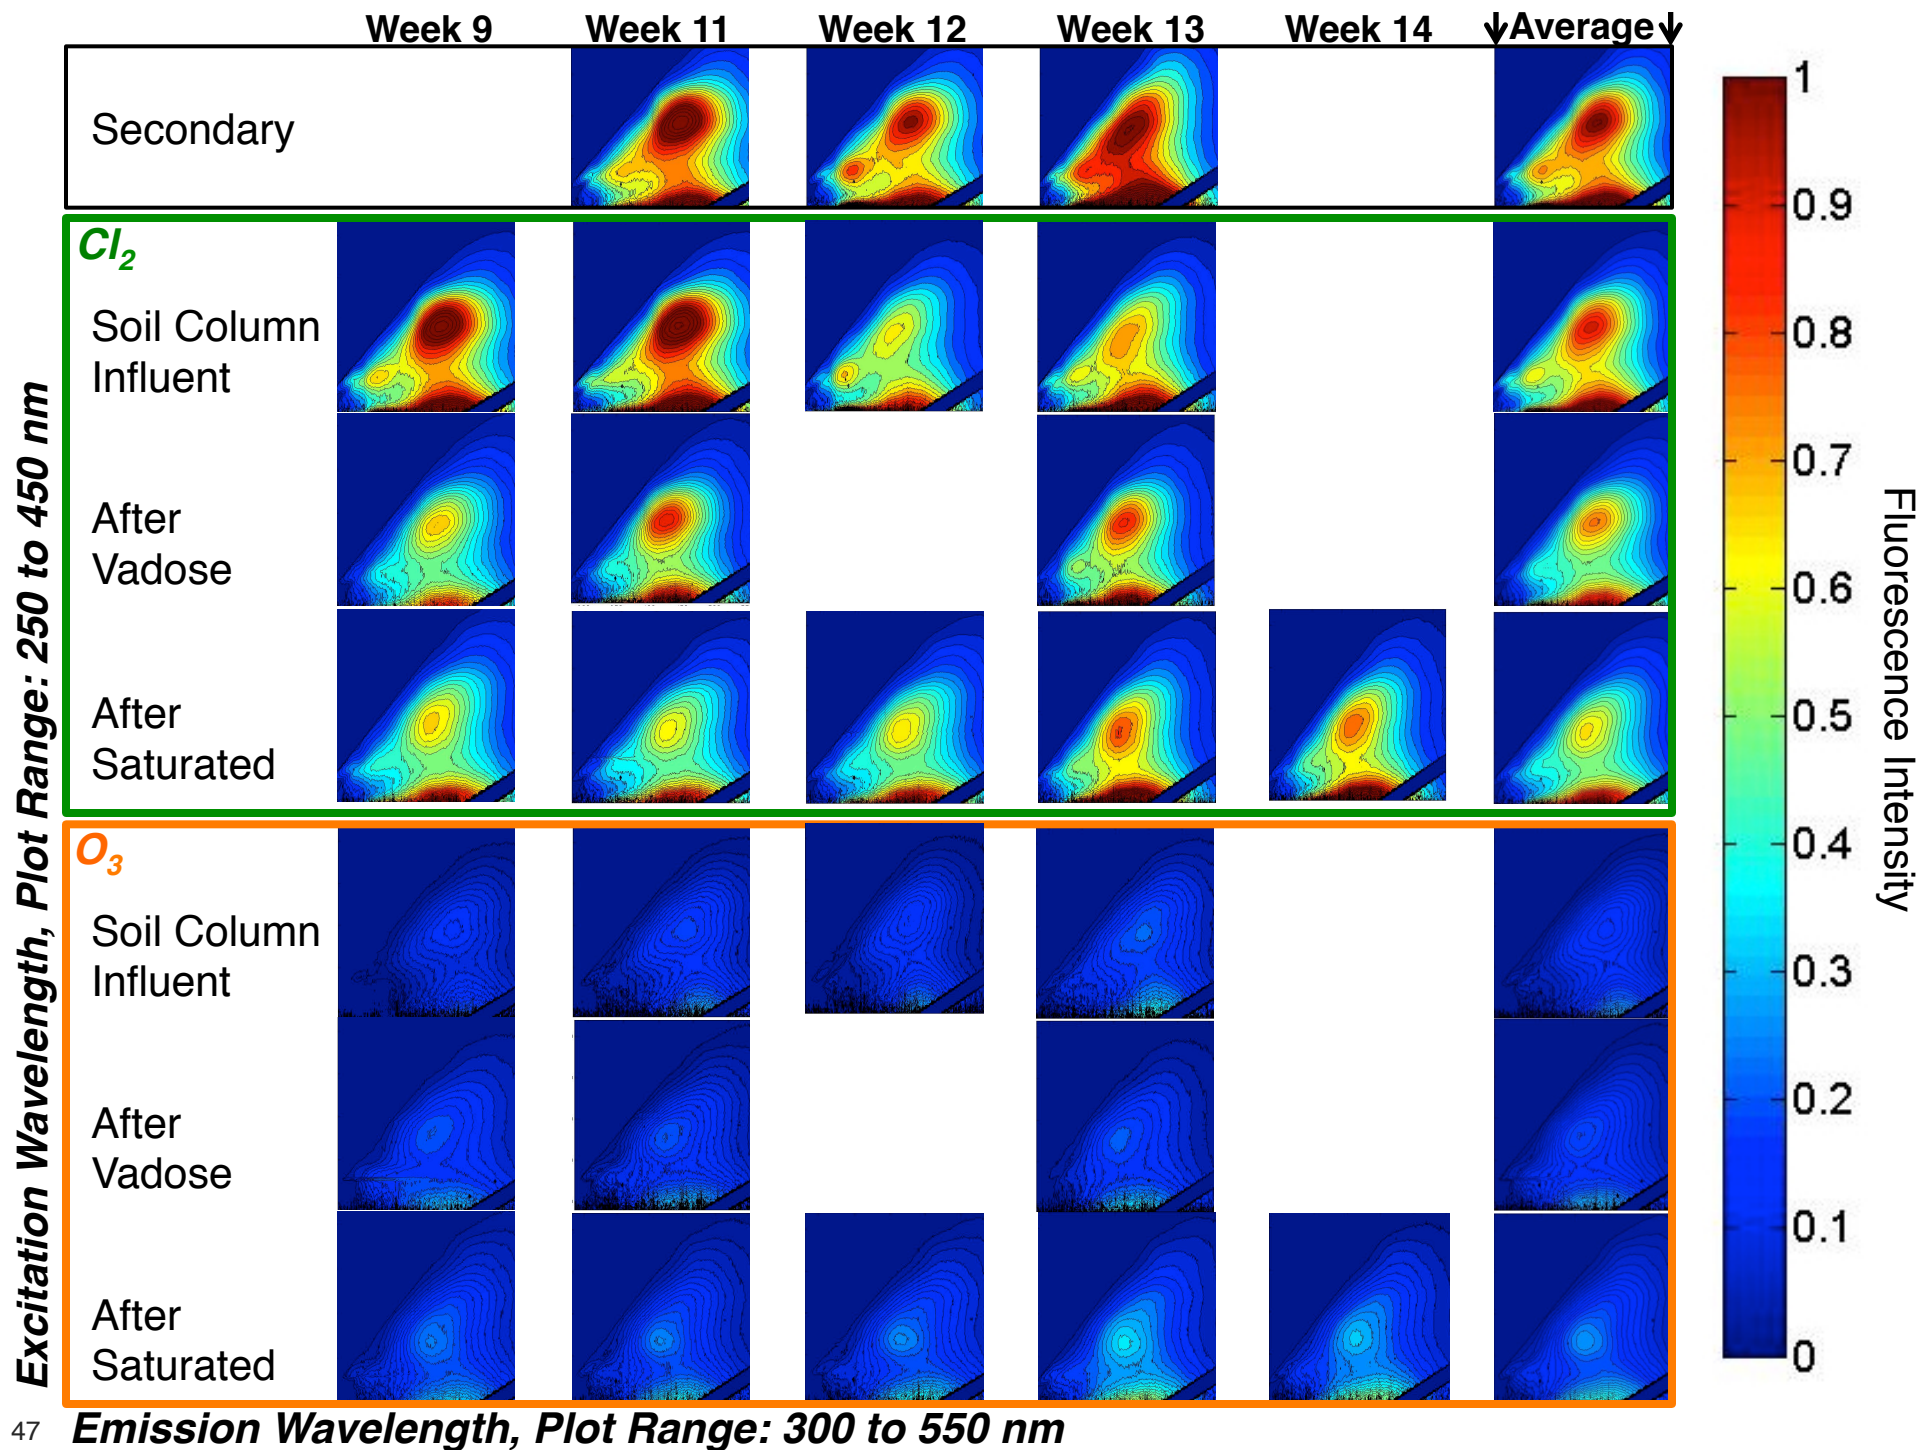 Week 9 Week 11 Week 12 Week 13 Week 14 ↓Average↓
Secondary
Cl2
Soil Column
Influent
After
Vadose
After
Saturated
O3
Soil Column
Influent
After
Vadose
After
Saturated
Excitation Wavelength, Plot Range: 250 to 450 nm
47 Emission Wavelength, Plot Range: 300 to 550 nm
1
0.9
0.8
0.7
0.6
0.5
0.4
0.3
0.2
0.1
0
Fluorescence Intensity